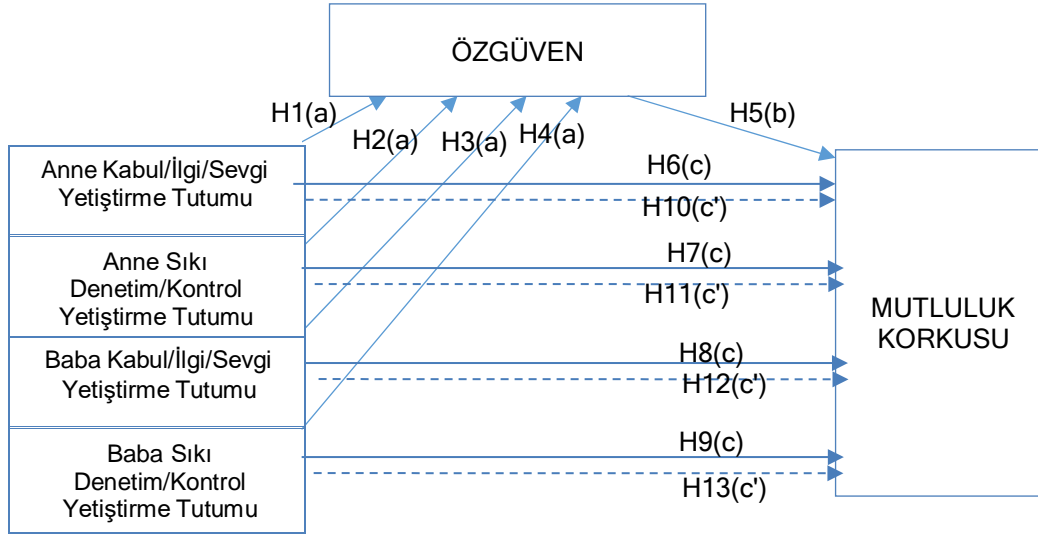 ÖZGÜVEN
H1(a)
H2(a)
H3(a)
H4(a)
H5(b)
Anne Kabul/İlgi/Sevgi
Yetiştirme Tutumu
H6(c)
H10(c')
Anne Sıkı
Denetim/Kontrol
Yetiştirme Tutumu
H7(c)
H11(c')
MUTLULUK
KORKUSU
Baba Kabul/İlgi/Sevgi
Yetiştirme Tutumu
H8(c)
H12(c')
Baba Sıkı
Denetim/Kontrol
Yetiştirme Tutumu
H9(c)
H13(c')